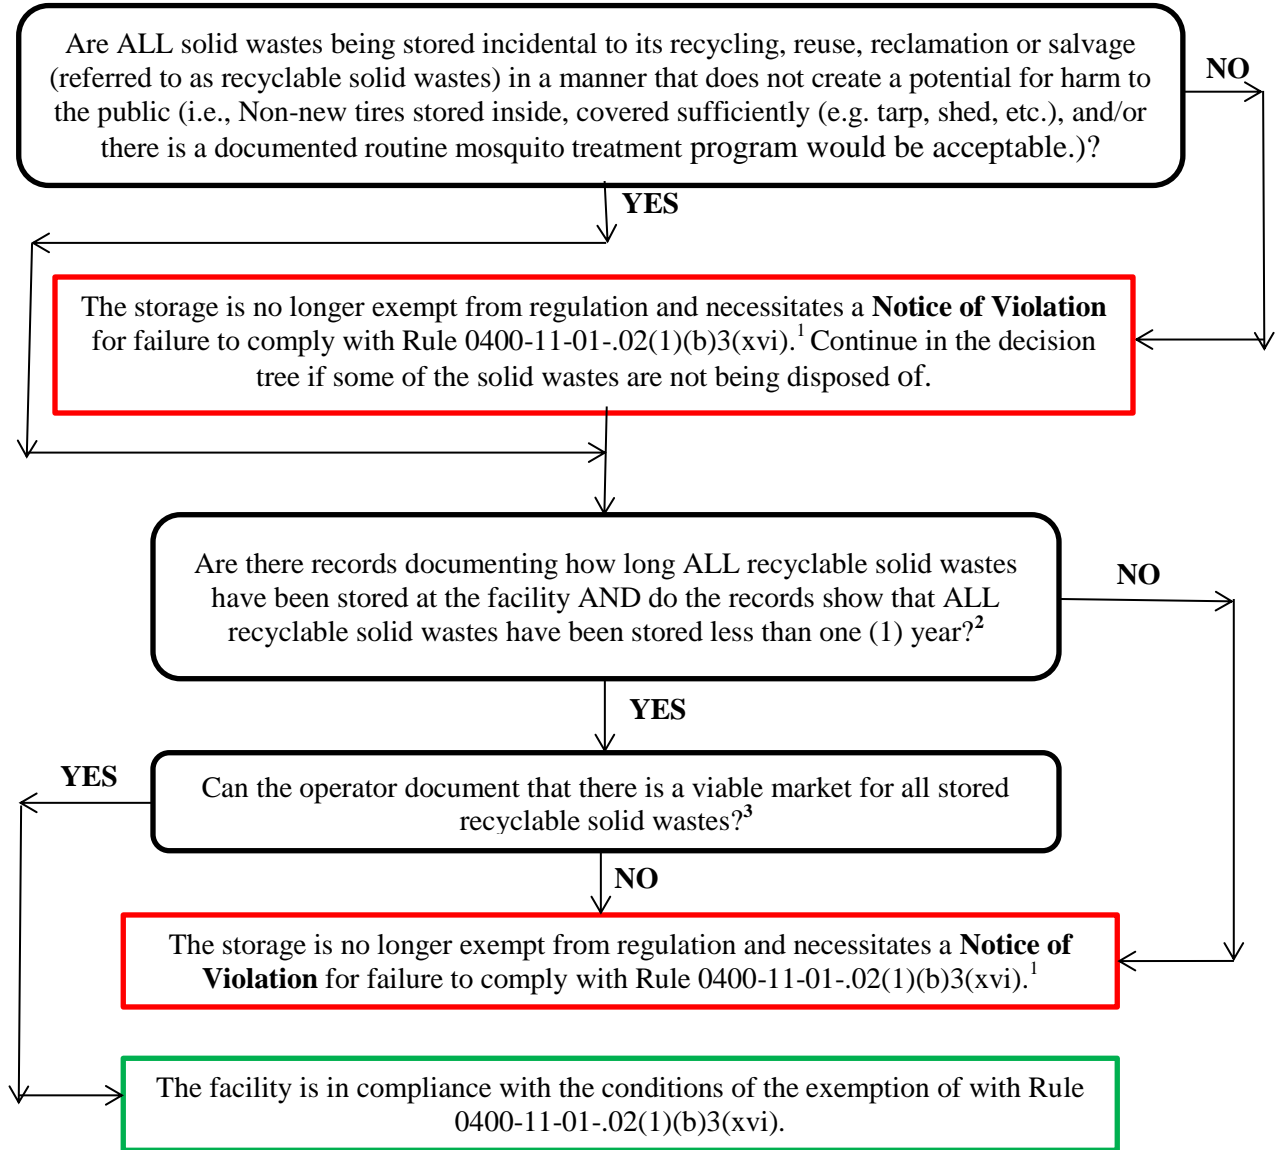 Are ALL solid wastes being stored incidental to its recycling, reuse, reclamation or salvage
(referred to as recyclable solid wastes) in a manner that does not create a potential for harm to
the public (i.e., Non-new tires stored inside, covered sufficiently (e.g. tarp, shed, etc.), and/or
there is a documented routine mosquito treatment program would be acceptable.)?
NO
YES
The storage is no longer exempt from regulation and necessitates a Notice of Violation
for failure to comply with Rule 0400-11-01-.02(1)(b)3(xvi).1 Continue in the decision
tree if some of the solid wastes are not being disposed of.
Are there records documenting how long ALL recyclable solid wastes
have been stored at the facility AND do the records show that ALL
recyclable solid wastes have been stored less than one (1) year?2
NO
YES
YES
Can the operator document that there is a viable market for all stored
recyclable solid wastes?3
NO
The storage is no longer exempt from regulation and necessitates a Notice of
Violation for failure to comply with Rule 0400-11-01-.02(1)(b)3(xvi).1
The facility is in compliance with the conditions of the exemption of with Rule
0400-11-01-.02(1)(b)3(xvi).